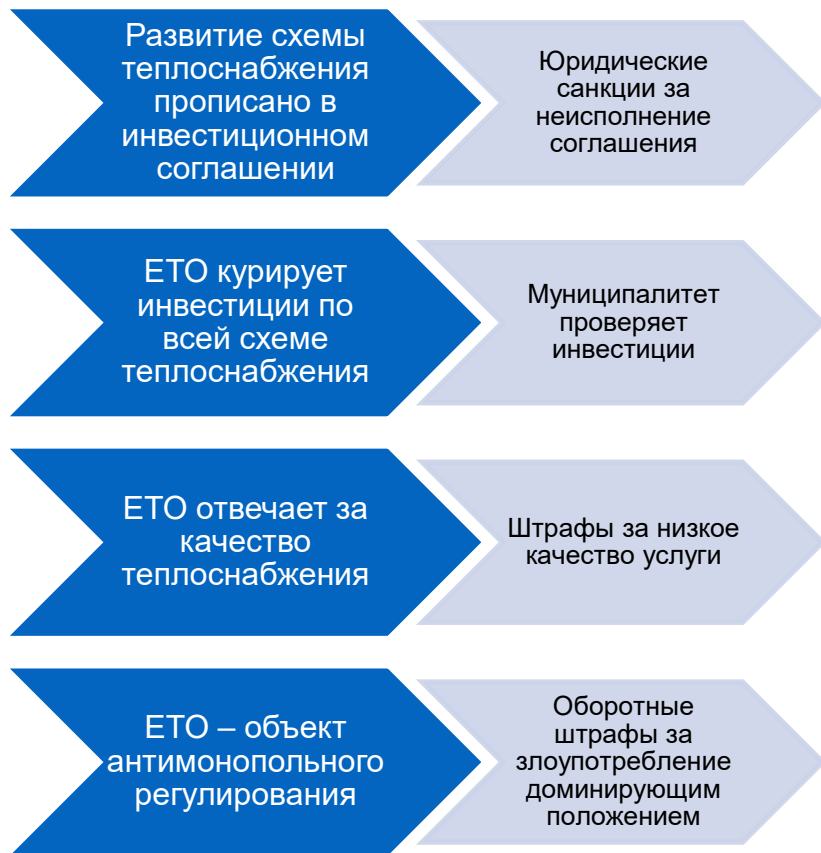 Развитие схемы
теплоснабжения
прописано в
инвестиционном
соглашении
Юридические
санкции за
неисполнение
соглашения
ЕТО курирует
инвестиции по
всей схеме
теплоснабжения
Муниципалитет
проверяет
инвестиции
ЕТО отвечает за
качество
теплоснабжения
Штрафы за низкое
качество услуги
ЕТО – объект
антимонопольного
регулирования
Оборотные
штрафы за
злоупотребление
доминирующим
положением